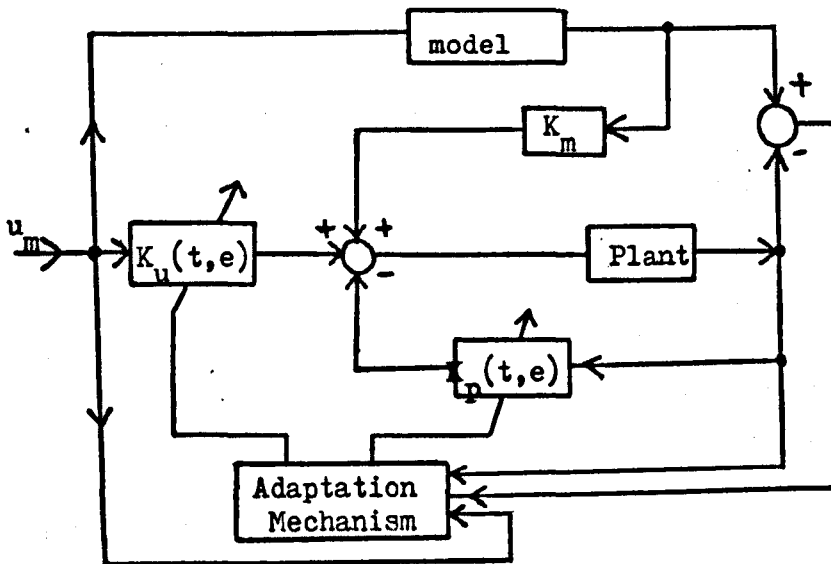 model
+
K_m
-
u_m
+
+
K_u(t,e)
-
Plant
K_p(t,e)
Adaptation
Mechanism